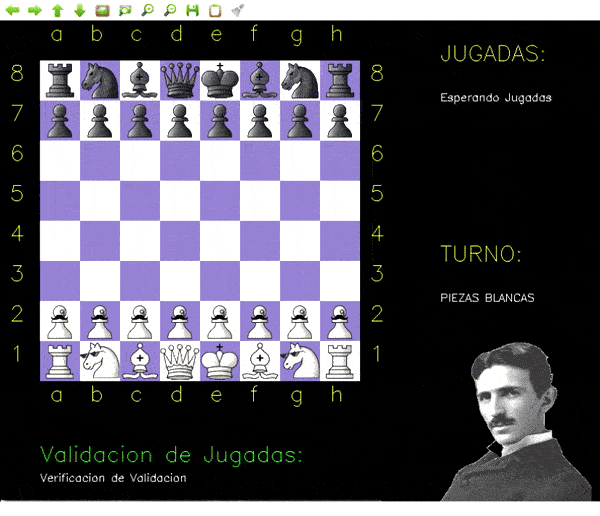 a b c d e f g h
8 8
7 7
6 6
5 5
4 4
3 3
2 2
1 1
a b c d e f g h
JUGADAS:
Esperando Jugadas
TURNO:
PIEZAS BLANCAS
Validacion de Jugadas:
Verificacion de Validacion